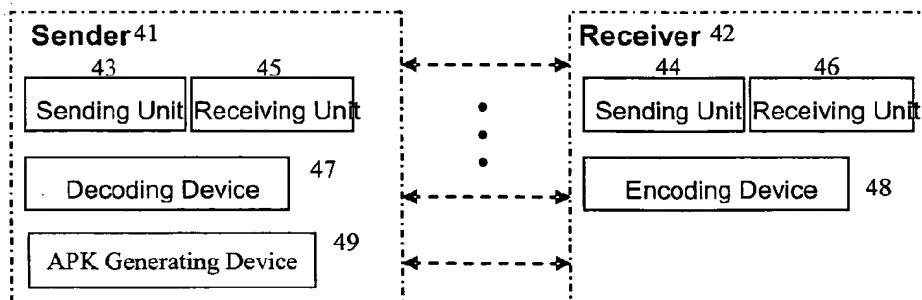 Sender 41
43 45
Sending Unit Receiving Unit
Decoding Device 47
APK Generating Device 49
Receiver 42
44 46
Sending Unit Receiving Unit
Encoding Device 48